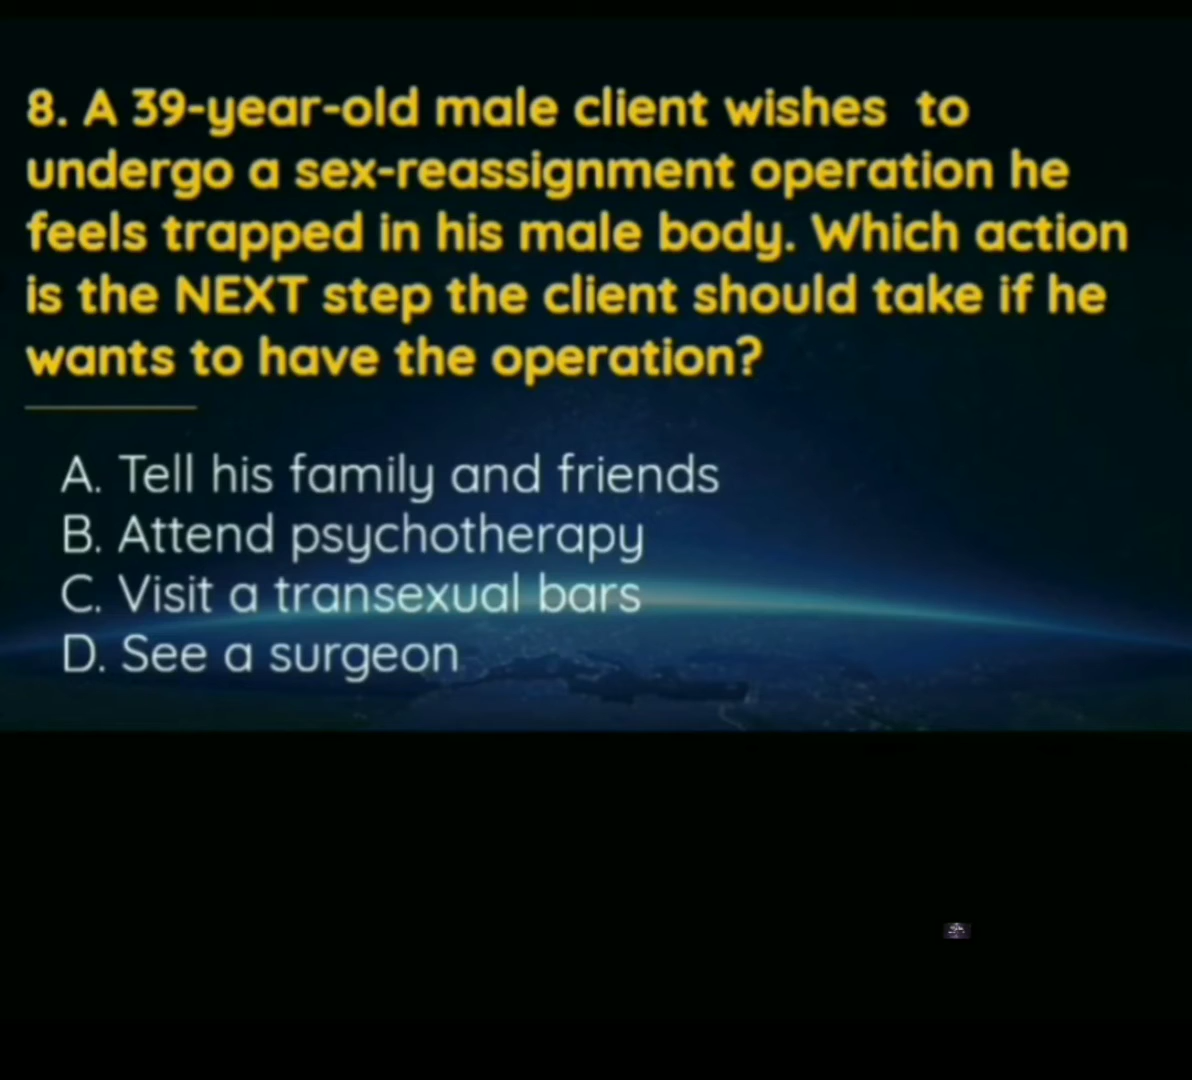 8. A 39-year-old male client wishes to
undergo a sex-reassignment operation he
feels trapped in his male body. Which action
is the NEXT step the client should take if he
wants to have the operation?
A. Tell his family and friends
B. Attend psychotherapy
C. Visit a transexual bars
D. See a surgeon